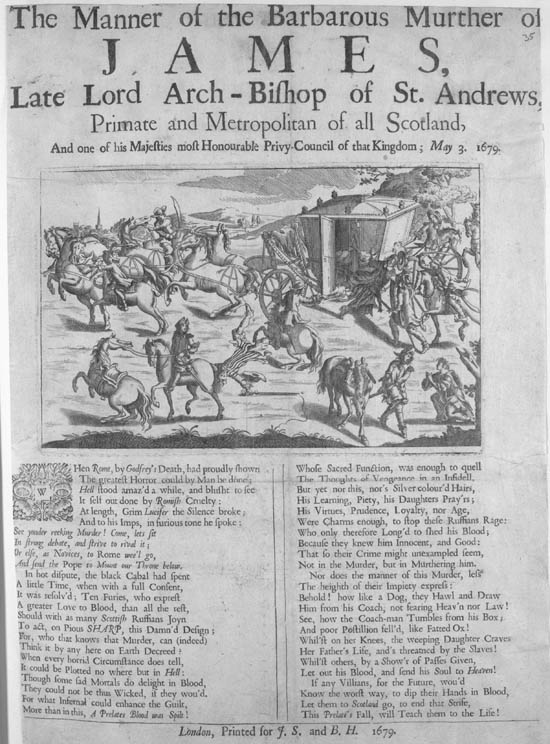 The Manner of the Barbarous Murther of
35
JAMES,
Late Lord Arch-Biſhop of St. Andrews,
Primate and Metropolitan of all Scotland,
And one of his Majeſties moſt Honourable Privy-Council of that Kingdom; May 3. 1679.
WHen Rome, by Godfrey's Death, had proudly ſhown
The greateſt Horror could by Man be done;
Hell ſtood amaz'd a while, and bluſht to ſee
It ſelf out done by Romiſh Cruelty:
At length, Grim Lucifer the Silence broke;
And to his Imps, in furious tone he ſpoke:
See yonder reeking Murder! Come, lets ſit
In ſtrong debate, and ſtrive to rival it;
Or elſe, as Novices, to Rome wee'l go,
And ſend the Pope to Mount our Throne below.
In hot diſpute, the black Cabal had ſpent
A little Time, when with a full Conſent,
It was reſolv'd; Ten Furies, who expreſt
A greater Love to Blood, than all the reſt,
Should with as many Scottiſh Ruffians Joyn
To act, on Pious SHARP, this Damn'd Deſign;
For, who that knows that Murder, can (indeed)
Think it by any here on Earth Decreed?
When every horrid Circumſtance does tell,
It could be Plotted no where but in Hell:
Though ſome ſad Mortals do delight in Blood,
They could not be thus Wicked, if they wou'd.
For what Infernal could enhance the Guilt,
More than in this, A Prelates Blood was Spilt!
Whoſe Sacred Function, was enough to quell
The Thoughts of Vengeance in an Infidell.
But yet nor this, nor's Silver colour'd Hairs,
His Learning, Piety, his Daughters Pray'rs;
His Virtues, Prudence, Loyalty, nor Age,
Were Charms enough, to ſtop theſe Ruffians Rage:
Who only therefore Long'd to ſhed his Blood;
Becauſe they knew him Innocent, and Good:
That ſo their Crime might unexampled ſeem,
Not in the Murder, but in Murthering him.
Nor does the manner of this Murder, leſs
The heighth of their Impiety expreſs:
Behold! how like a Dog, they Hawl and Draw
Him from his Coach, not fearing Heav'n nor Law!
See, how the Coach-man Tumbles from his Box;
And poor Poſtillion fell'd, like Fatted Ox!
Whil'ſt on her Knees, the weeping Daughter Craves
Her Father's Life, and's threatned by the Slaves!
Whil'ſt others, by a Show'r of Paſſes Given,
Let out his Blood, and ſend his Soul to Heaven!
If any Villians, for the Future, wou'd
Know the worſt way, to dip their Hands in Blood,
Let them to Scotland go, to end that Strife,
This Prelate's Fall, will Teach them to the Life!
London, Printed for J. S. and B. H. 1679.